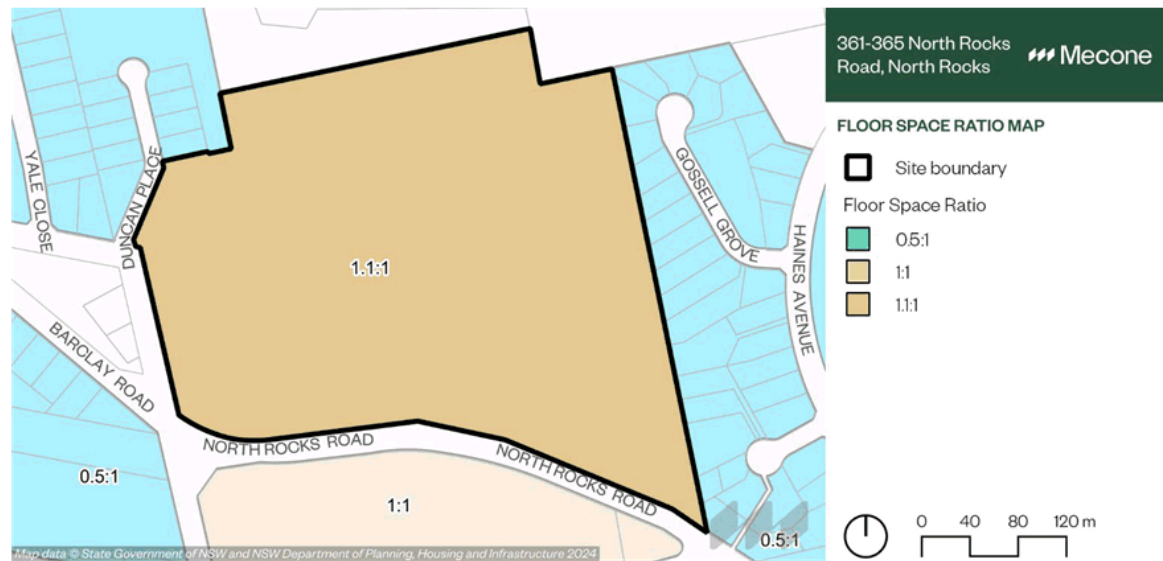 361-365 North Rocks
Road, North Rocks
Mecone
FLOOR SPACE RATIO MAP
Site boundary
Floor Space Ratio
0.5:1
1:1
1.1:1
0 40 80 120 m
YALE CLOSE
DUNCAN PLACE
BARCLAY ROAD
1.1:1
GOSSELL GROVE
HAINES AVENUE
NORTH ROCKS ROAD
NORTH ROCKS ROAD
0.5:1
1:1
0.5:1
Map data © State Government of NSW and NSW Department of Planning, Housing and Infrastructure 2024